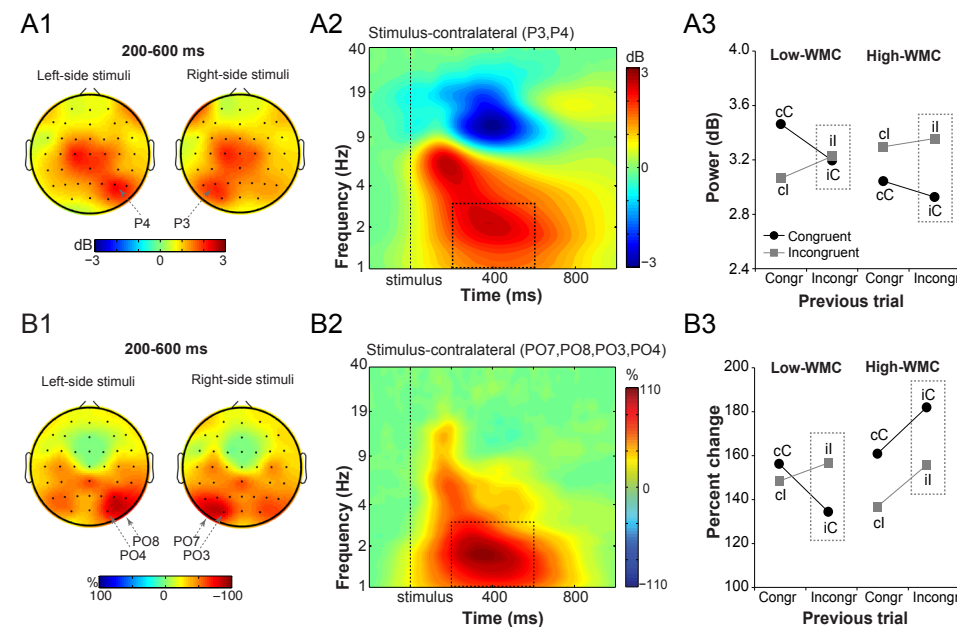 A1
200-600 ms
Left-side stimuli
Right-side stimuli
P4
P3
dB
−3
0
3
A2
Stimulus-contralateral (P3,P4)
dB
40
19
9
4
2
1
3
0
−3
Frequency (Hz)
stimulus
400
800
Time (ms)
A3
Low-WMC
High-WMC
4.0
3.6
3.2
2.8
2.4
Power (dB)
cC
cI
iI
iC
cI
cC
iI
iC
Congruent
Incongruent
Congr
Incongr
Congr
Incongr
Previous trial
B1
200-600 ms
Left-side stimuli
Right-side stimuli
PO8
PO4
PO7
PO3
%
100
0
−100
B2
Stimulus-contralateral (PO7,PO8,PO3,PO4)
%
40
19
9
4
2
1
110
0
−110
Frequency (Hz)
stimulus
400
800
Time (ms)
B3
Low-WMC
High-WMC
200
180
160
140
120
100
Percent change
cC
cI
iI
iC
cC
cI
iC
iI
Congr
Incongr
Congr
Incongr
Previous trial